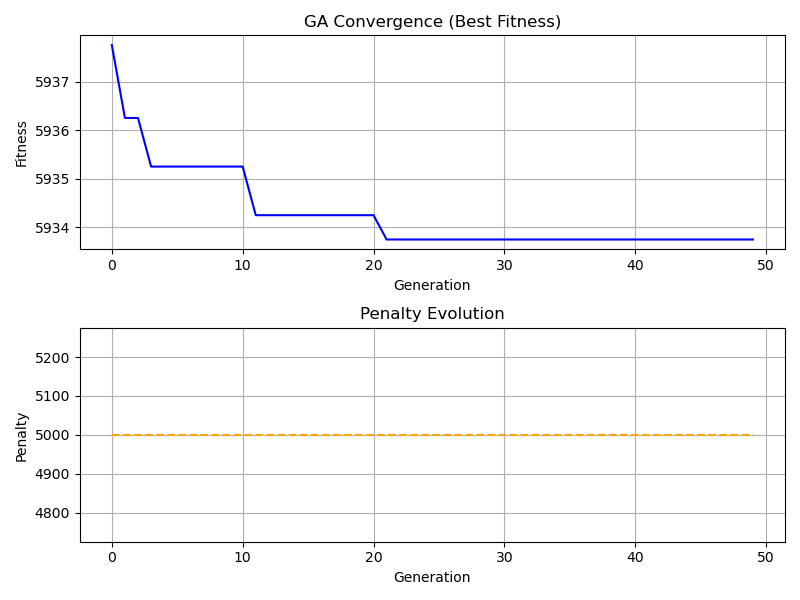 GA Convergence (Best Fitness)
Fitness
5937
5936
5935
5934
0 10 20 30 40 50
Generation
Penalty Evolution
Penalty
5200
5100
5000
4900
4800
0 10 20 30 40 50
Generation